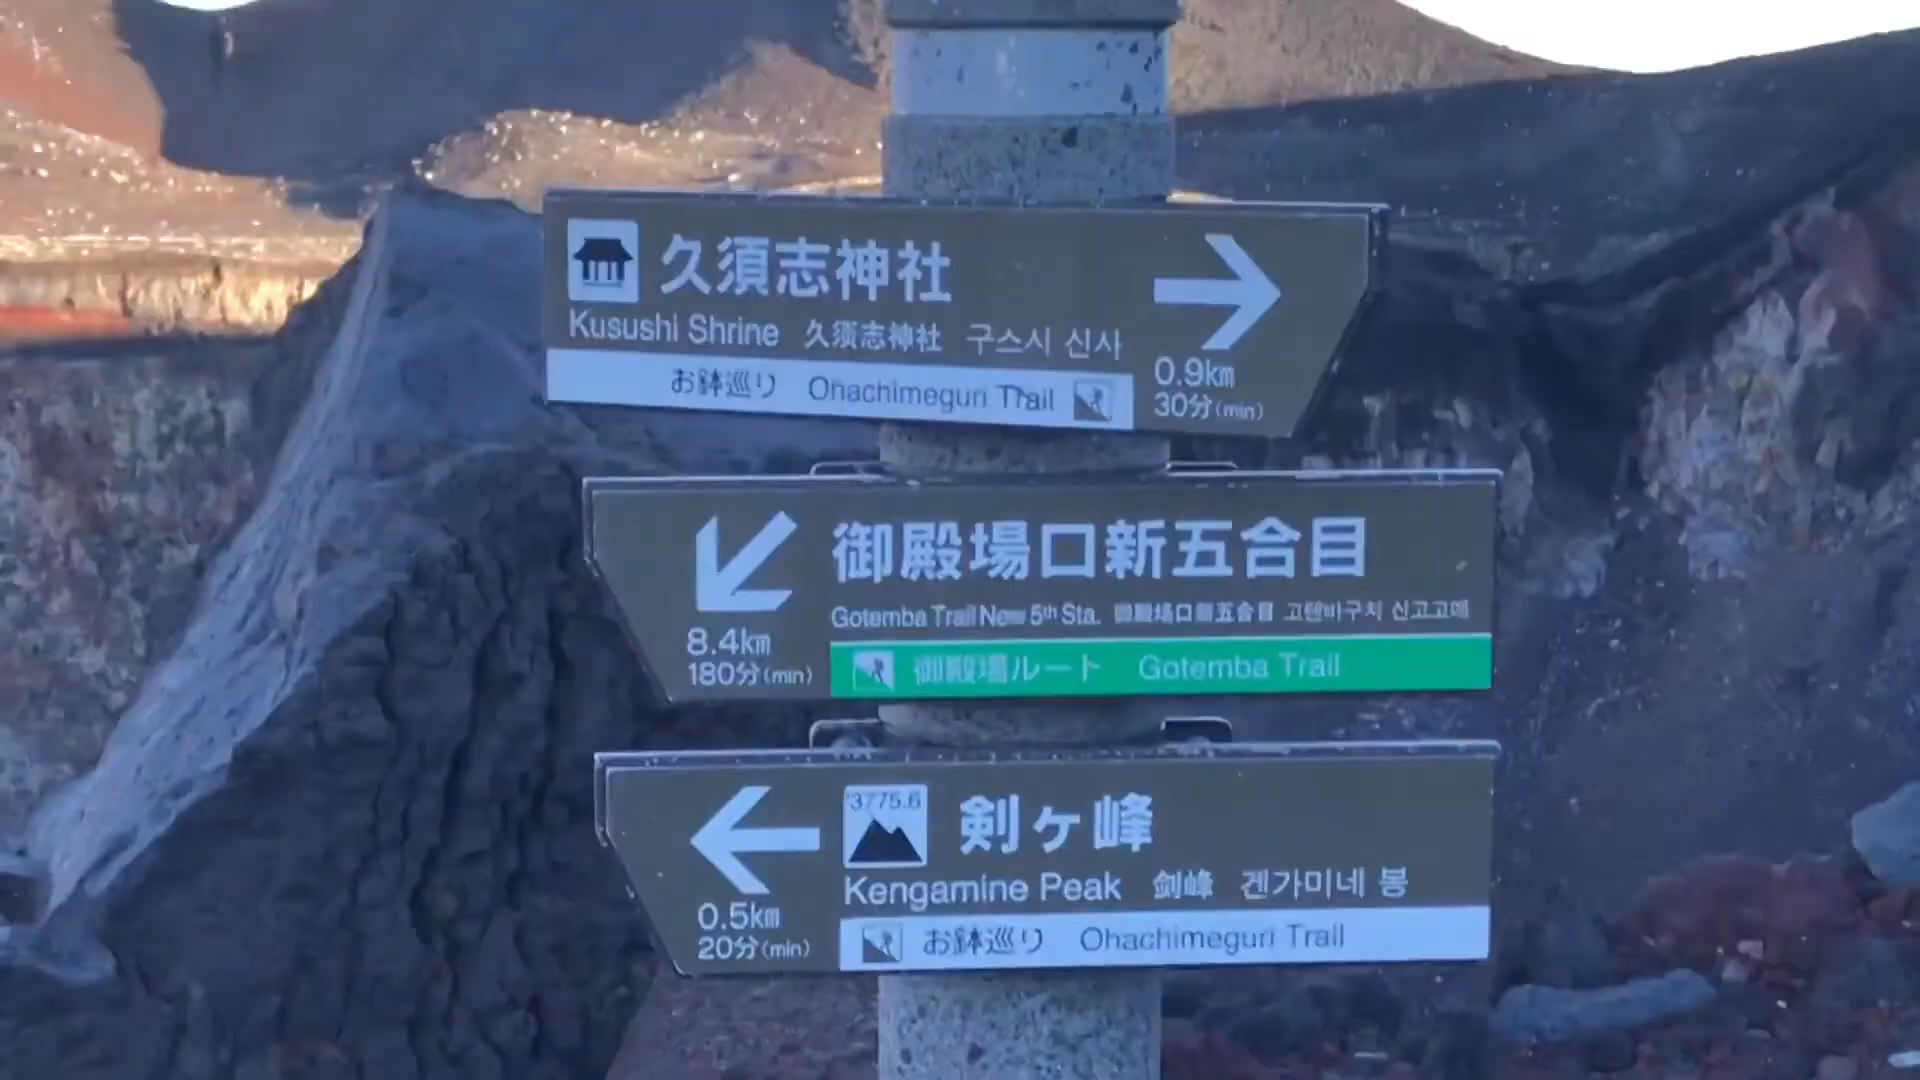 久須志神社
Kusushi Shrine 久須志神社 구스시 신사
お鉢巡り Ohachimeguri Trail
0.9km
30分(min)
御殿場口新五合目
Gotemba Trail New 5th Sta. 御殿場口新五合目 고텐바구치 신고고메
8.4km
180分(min)
御殿場ルート Gotemba Trail
3775.6
剣ヶ峰
Kengamine Peak 剑峰 겐가미네 봉
0.5km
20分(min)
お鉢巡り Ohachimeguri Trail